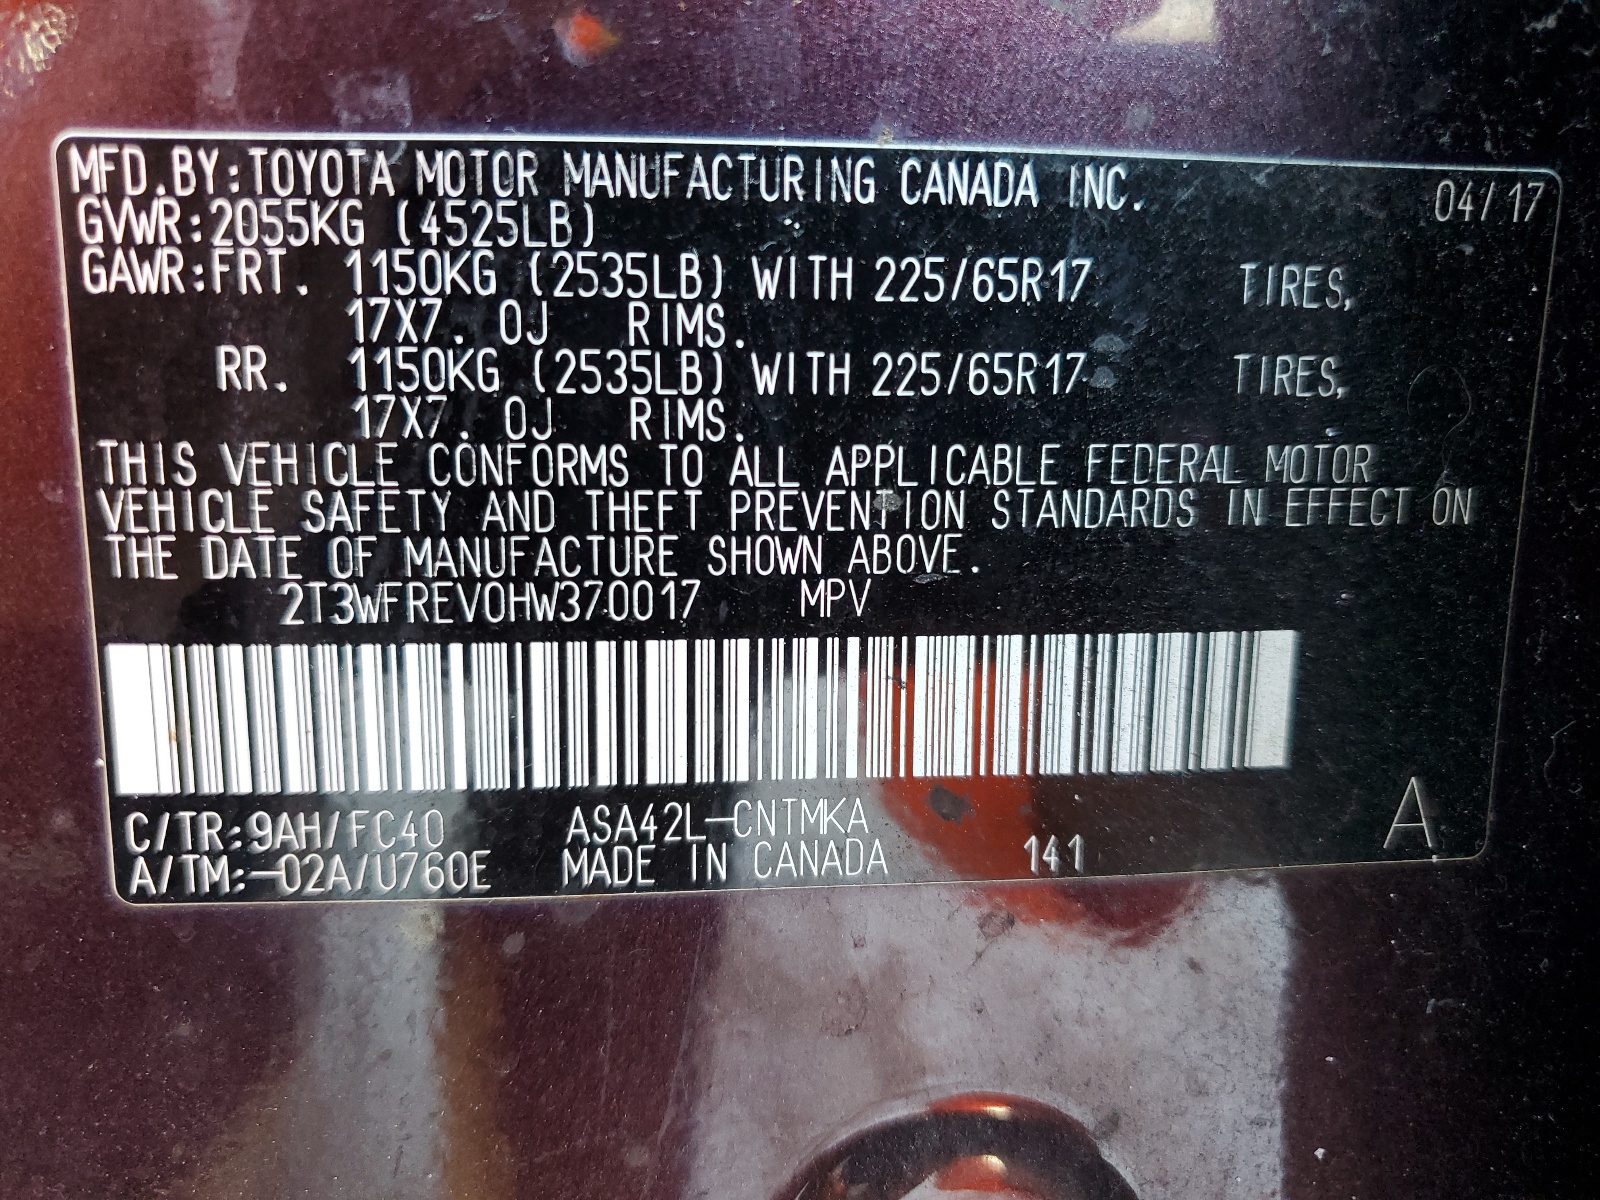 MFD.BY:TOYOTA MOTOR MANUFACTURING CANADA INC. 04/17
GVWR:2055KG (4525LB)
GAWR:FRT. 1150KG (2535LB) WITH 225/65R17 TIRES,
17X7.0J RIMS.
RR. 1150KG (2535LB) WITH 225/65R17 TIRES,
17X7.0J RIMS.
THIS VEHICLE CONFORMS TO ALL APPLICABLE FEDERAL MOTOR
VEHICLE SAFETY AND THEFT PREVENTION STANDARDS IN EFFECT ON
THE DATE OF MANUFACTURE SHOWN ABOVE.
2T3WFREV0HW370017 MPV
C/TR:9AH/FC40 ASA42L-CNTMKA
A/TM:-02A/U760E MADE IN CANADA 141 A